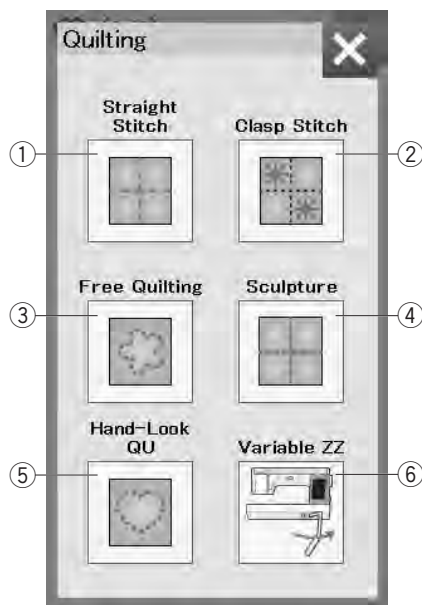 Quilting
Straight
Stitch
Clasp Stitch
① ②
Free Quilting Sculpture
③ ④
Hand-Look
QU
Variable ZZ
⑤ ⑥